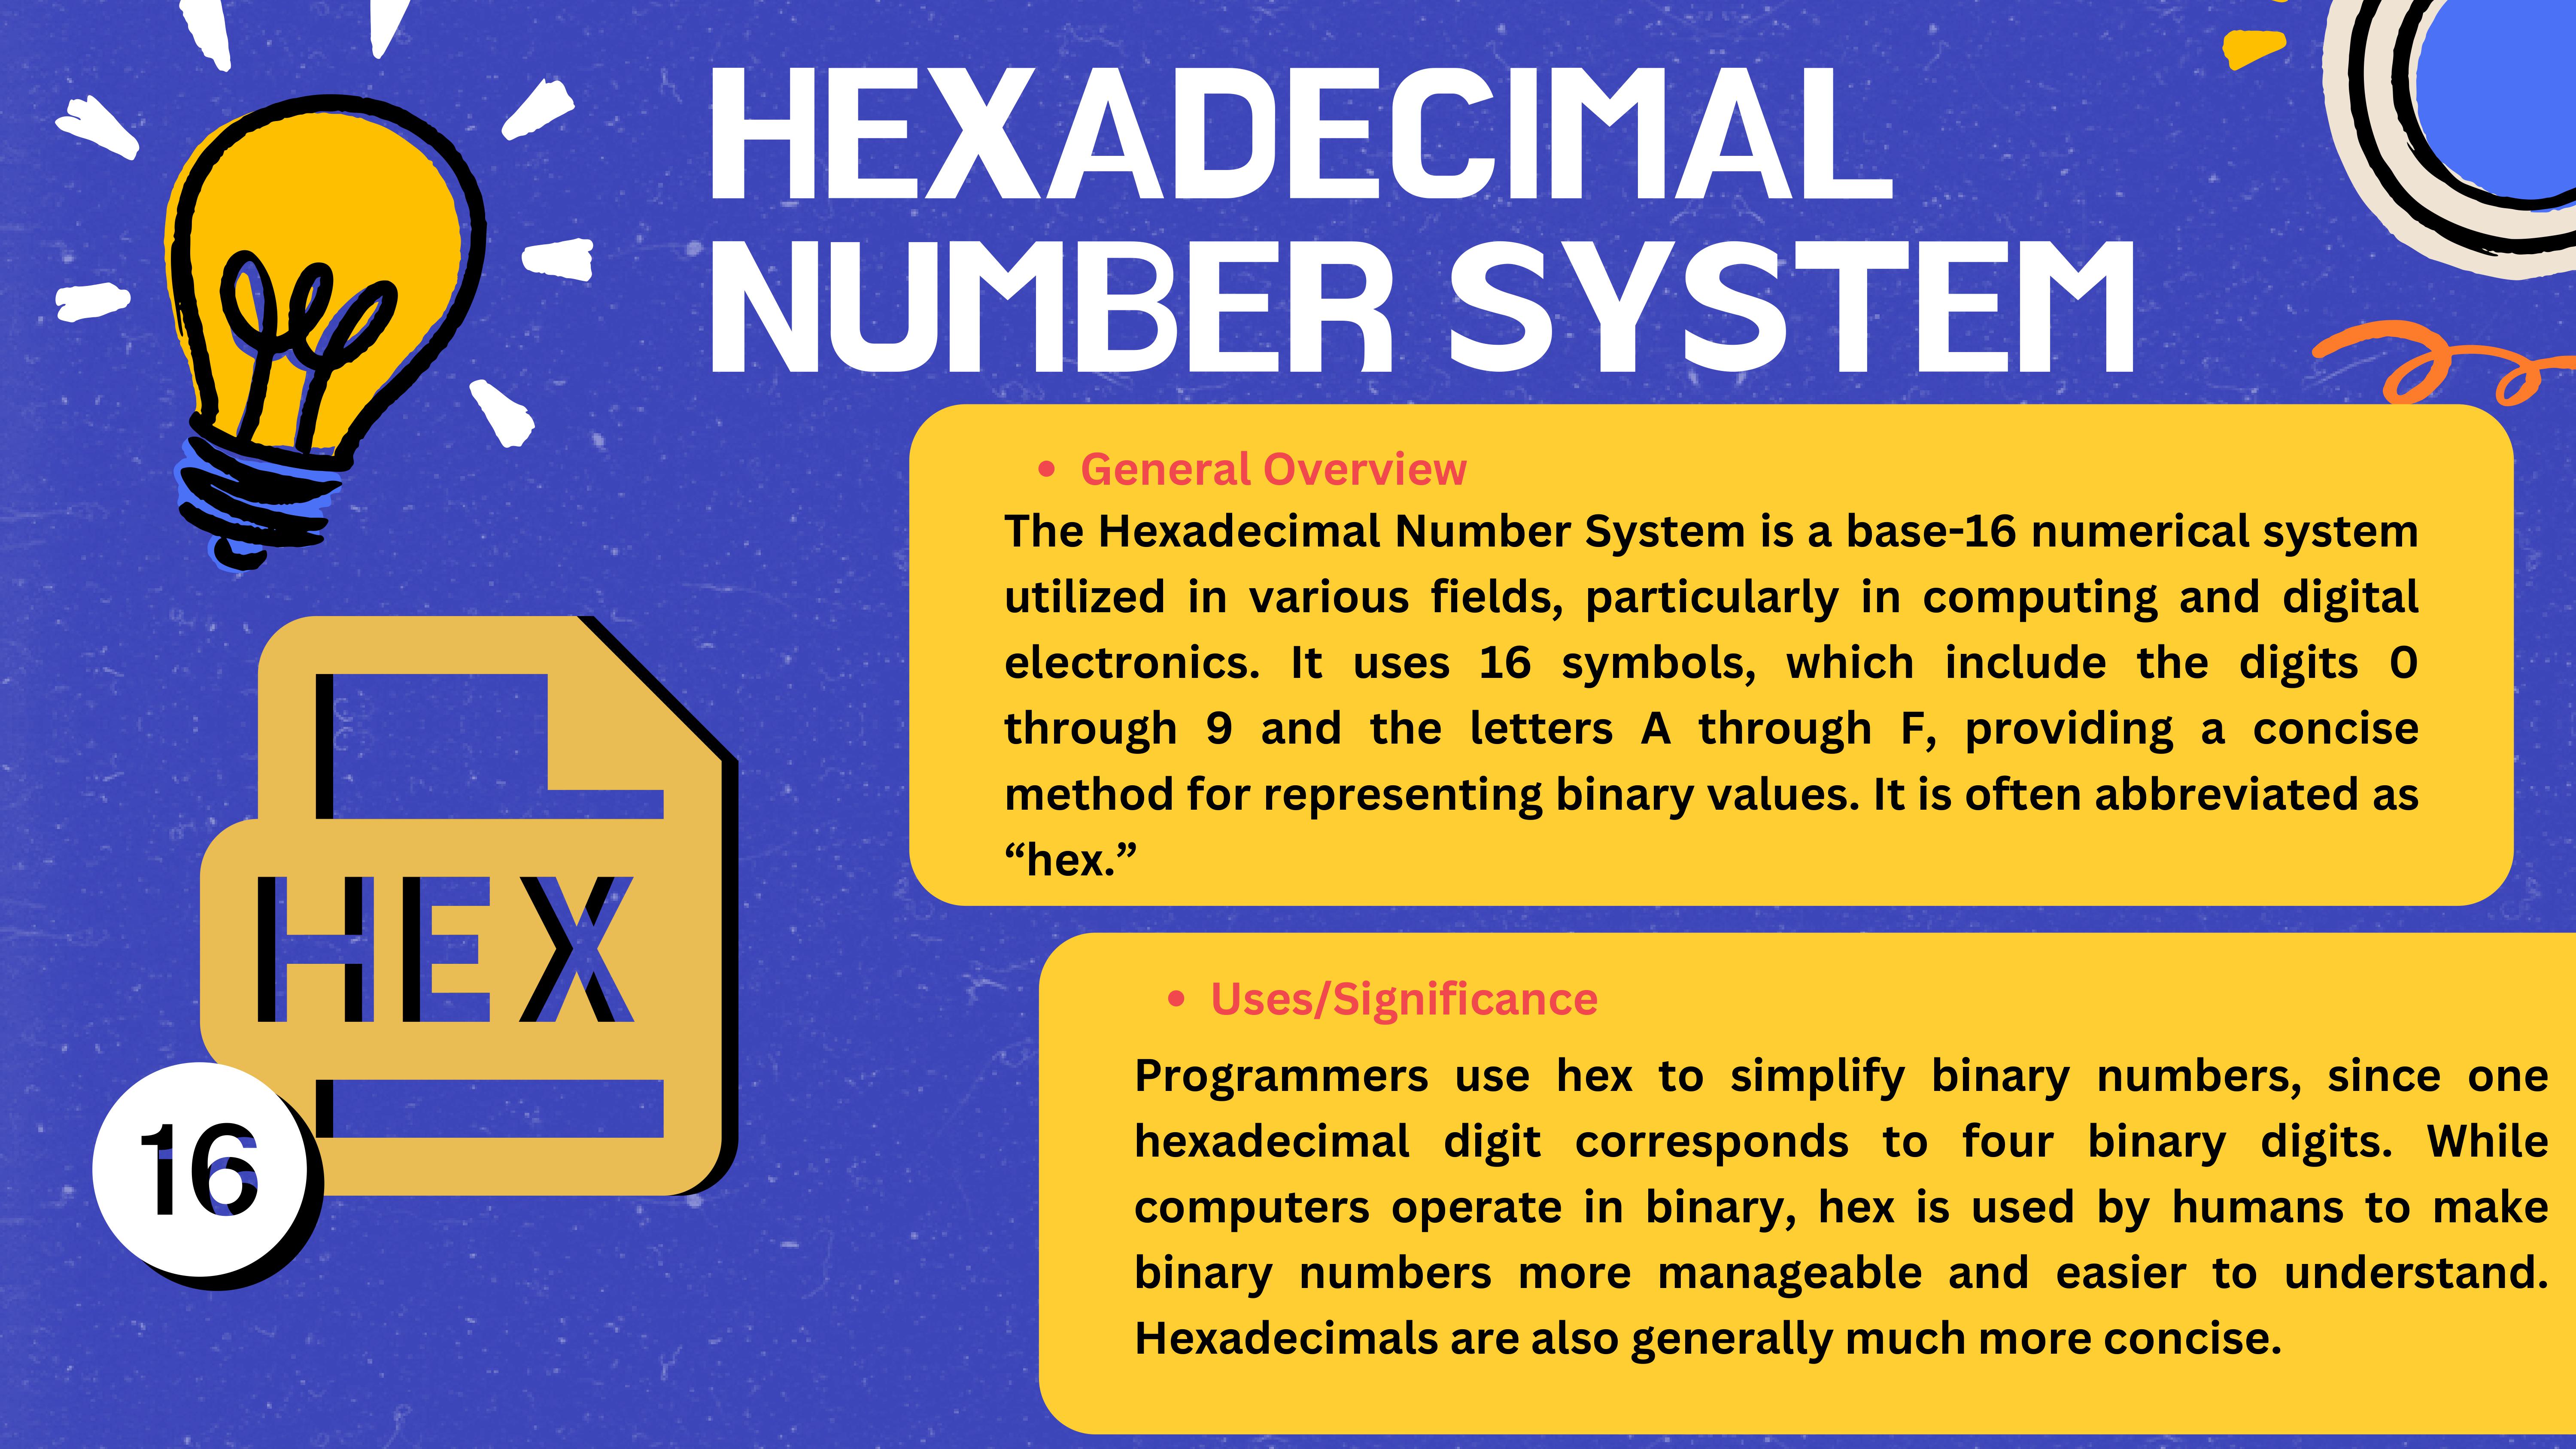 HEXADECIMAL
NUMBER SYSTEM
• General Overview
The Hexadecimal Number System is a base-16 numerical system
utilized in various fields, particularly in computing and digital
electronics. It uses 16 symbols, which include the digits 0
through 9 and the letters A through F, providing a concise
method for representing binary values. It is often abbreviated as
“hex.”
HEX
16
• Uses/Significance
Programmers use hex to simplify binary numbers, since one
hexadecimal digit corresponds to four binary digits. While
computers operate in binary, hex is used by humans to make
binary numbers more manageable and easier to understand.
Hexadecimals are also generally much more concise.